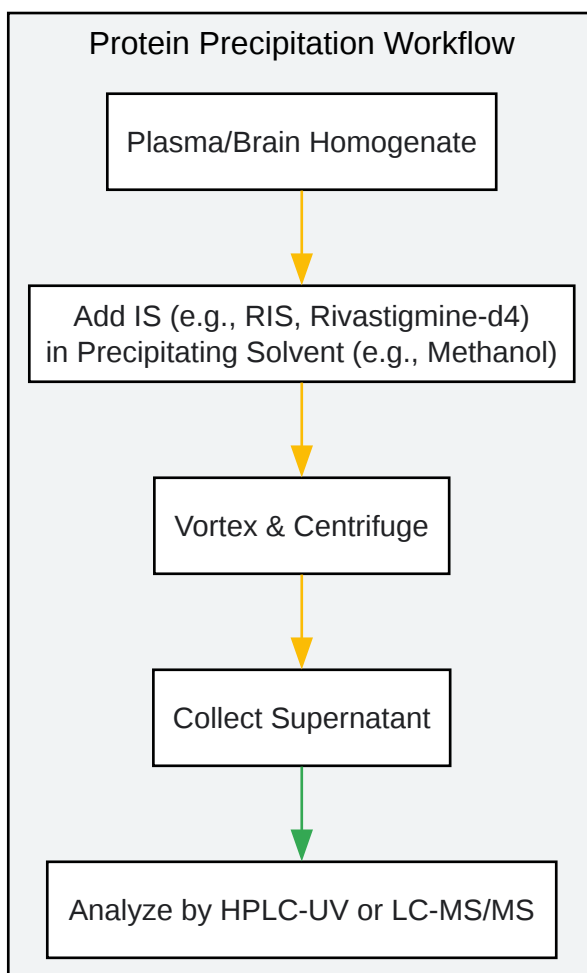 Protein Precipitation Workflow
Plasma/Brain Homogenate
Add IS (e.g., RIS, Rivastigmine-d4)
in Precipitating Solvent (e.g., Methanol)
Vortex & Centrifuge
Collect Supernatant
Analyze by HPLC-UV or LC-MS/MS